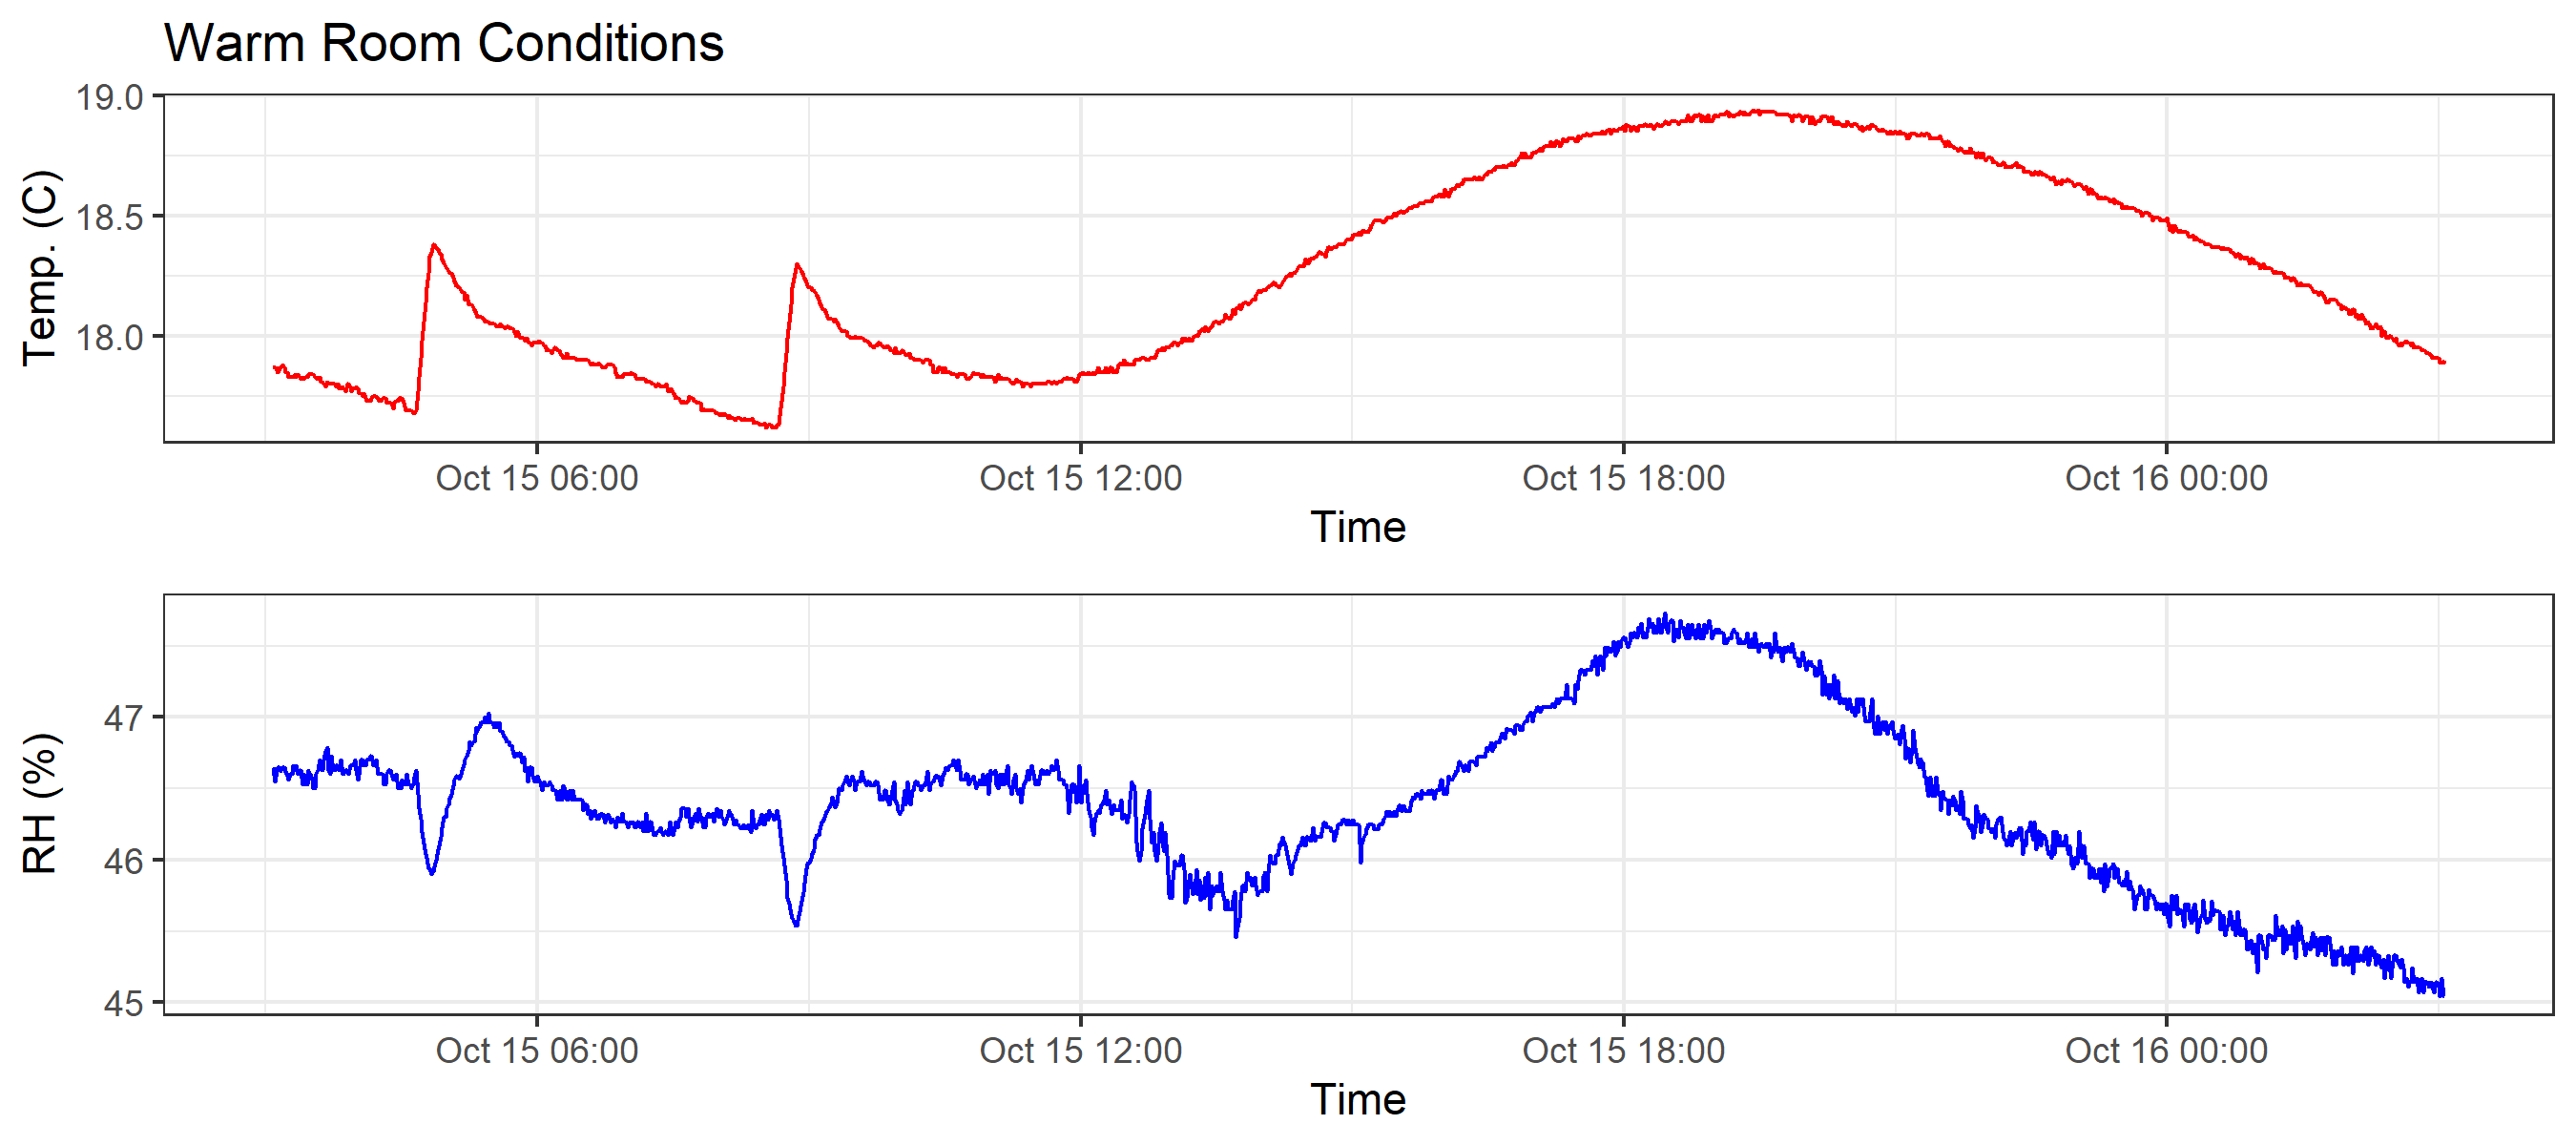 Warm Room Conditions
19.0
18.5
18.0
Temp. (C)
Oct 15 06:00 Oct 15 12:00 Oct 15 18:00 Oct 16 00:00
Time
47
46
45
RH (%)
Oct 15 06:00 Oct 15 12:00 Oct 15 18:00 Oct 16 00:00
Time